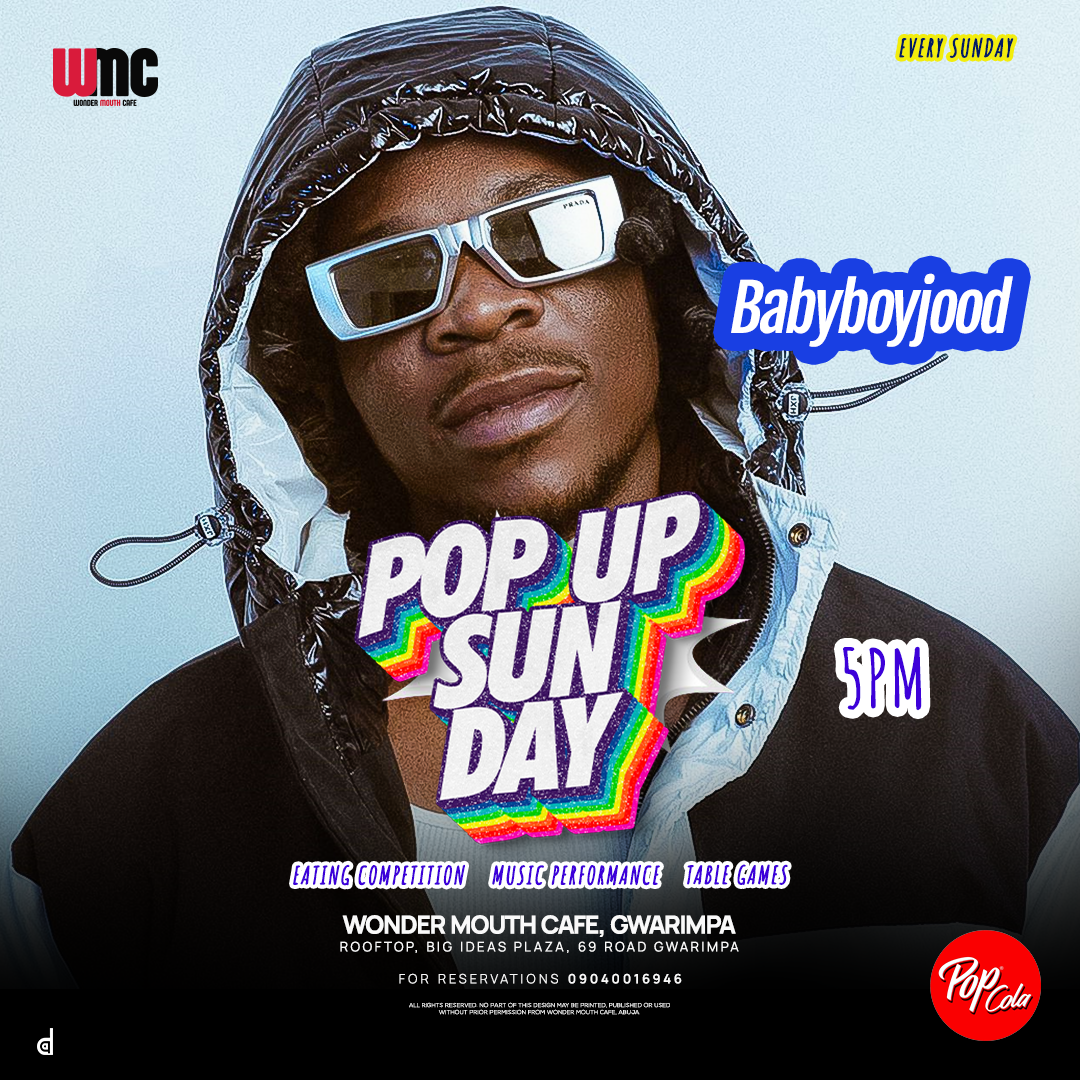 WMC
WONDER MOUTH CAFE
EVERY SUNDAY
PRADA
Babyboyjood
POP UP
SUN
DAY
5PM
EATING COMPETITION MUSIC PERFORMANCE TABLE GAMES
WONDER MOUTH CAFE, GWARIMPA
ROOFTOP, BIG IDEAS PLAZA, 69 ROAD GWARIMPA
FOR RESERVATIONS 09040016946
ALL RIGHTS RESERVED. NO PART OF THIS DESIGN MAY BE PRINTED, PUBLISHED OR USED
WITHOUT PRIOR PERMISSION FROM WONDER MOUTH CAFE, ABUJA
Pop Cola